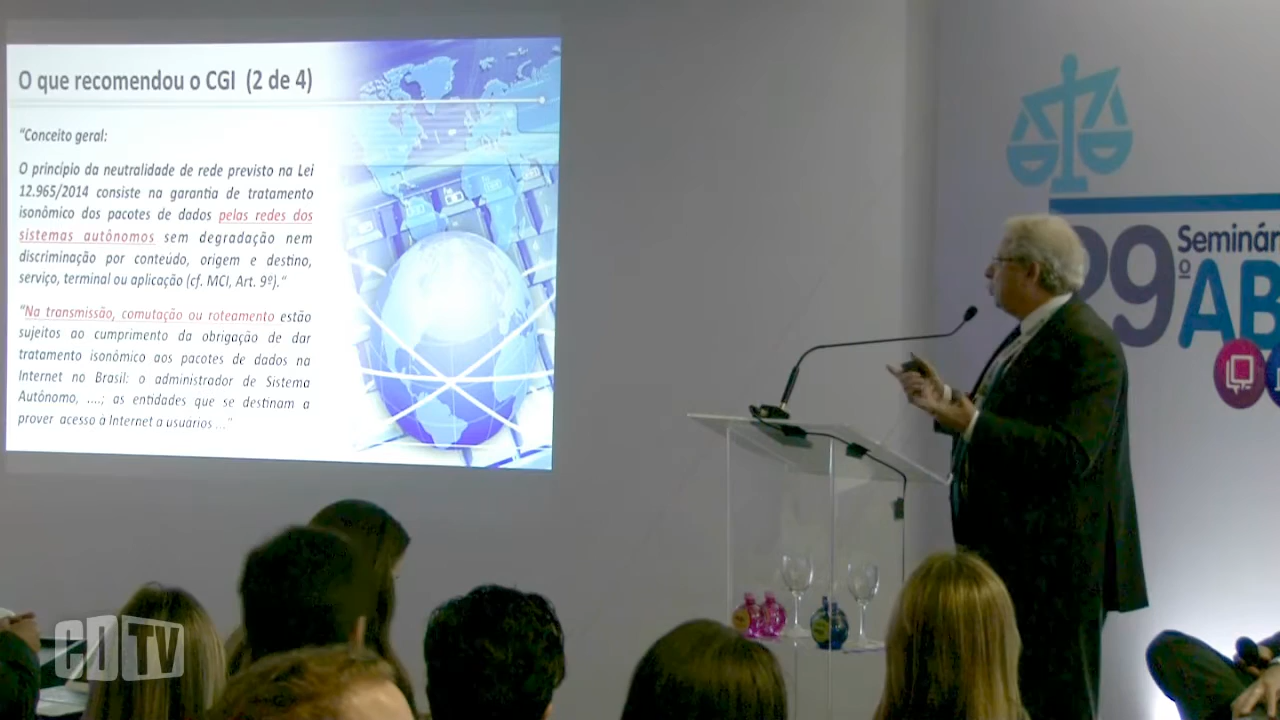 O que recomendou o CGI (2 de 4)
“Conceito geral:
O princípio da neutralidade de rede previsto na Lei
12.965/2014 consiste na garantia de tratamento
isonômico dos pacotes de dados pelas redes dos
sistemas autônomos sem degradação nem
discriminação por conteúdo, origem e destino,
serviço, terminal ou aplicação (cf. MCI, Art. 9º).“
“Na transmissão, comutação ou roteamento estão
sujeitos ao cumprimento da obrigação de dar
tratamento isonômico aos pacotes de dados na
Internet no Brasil: o administrador de Sistema
Autônomo, ....; as entidades que se destinam a
prover acesso à Internet a usuarios ...”
29º
Seminár
AB
CDTV